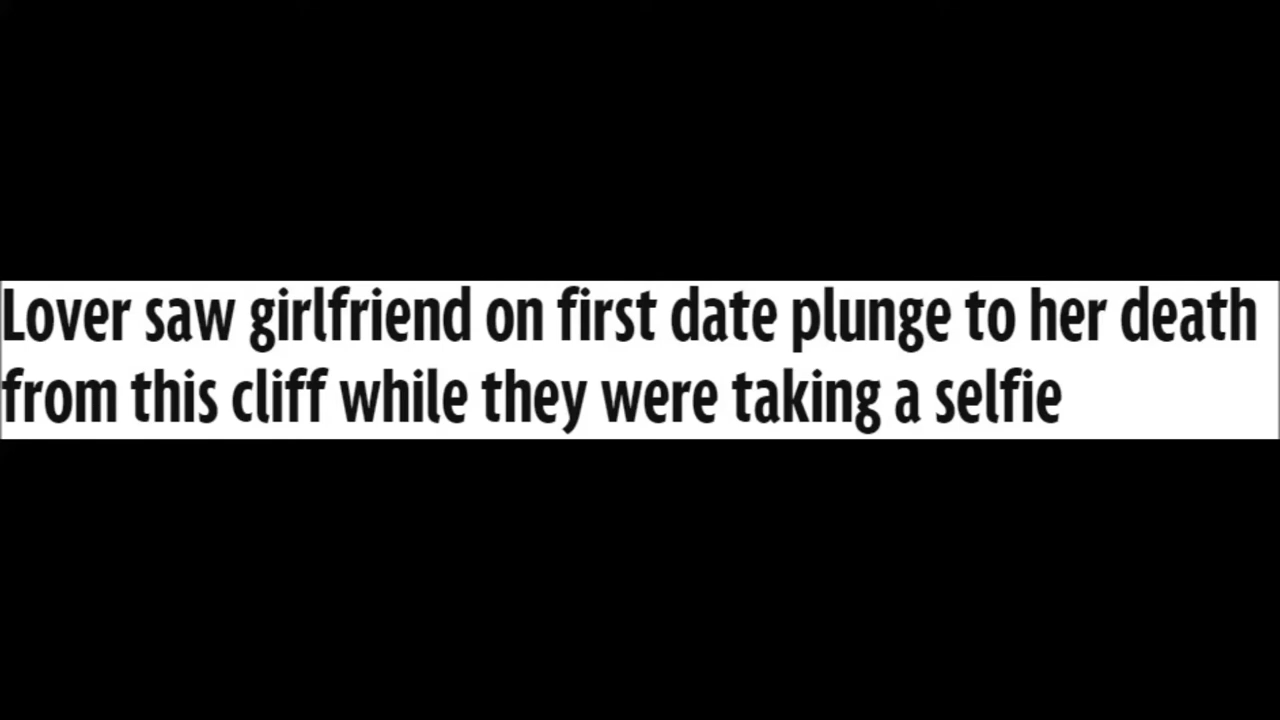 Lover saw girlfriend on first date plunge to her death
from this cliff while they were taking a selfie